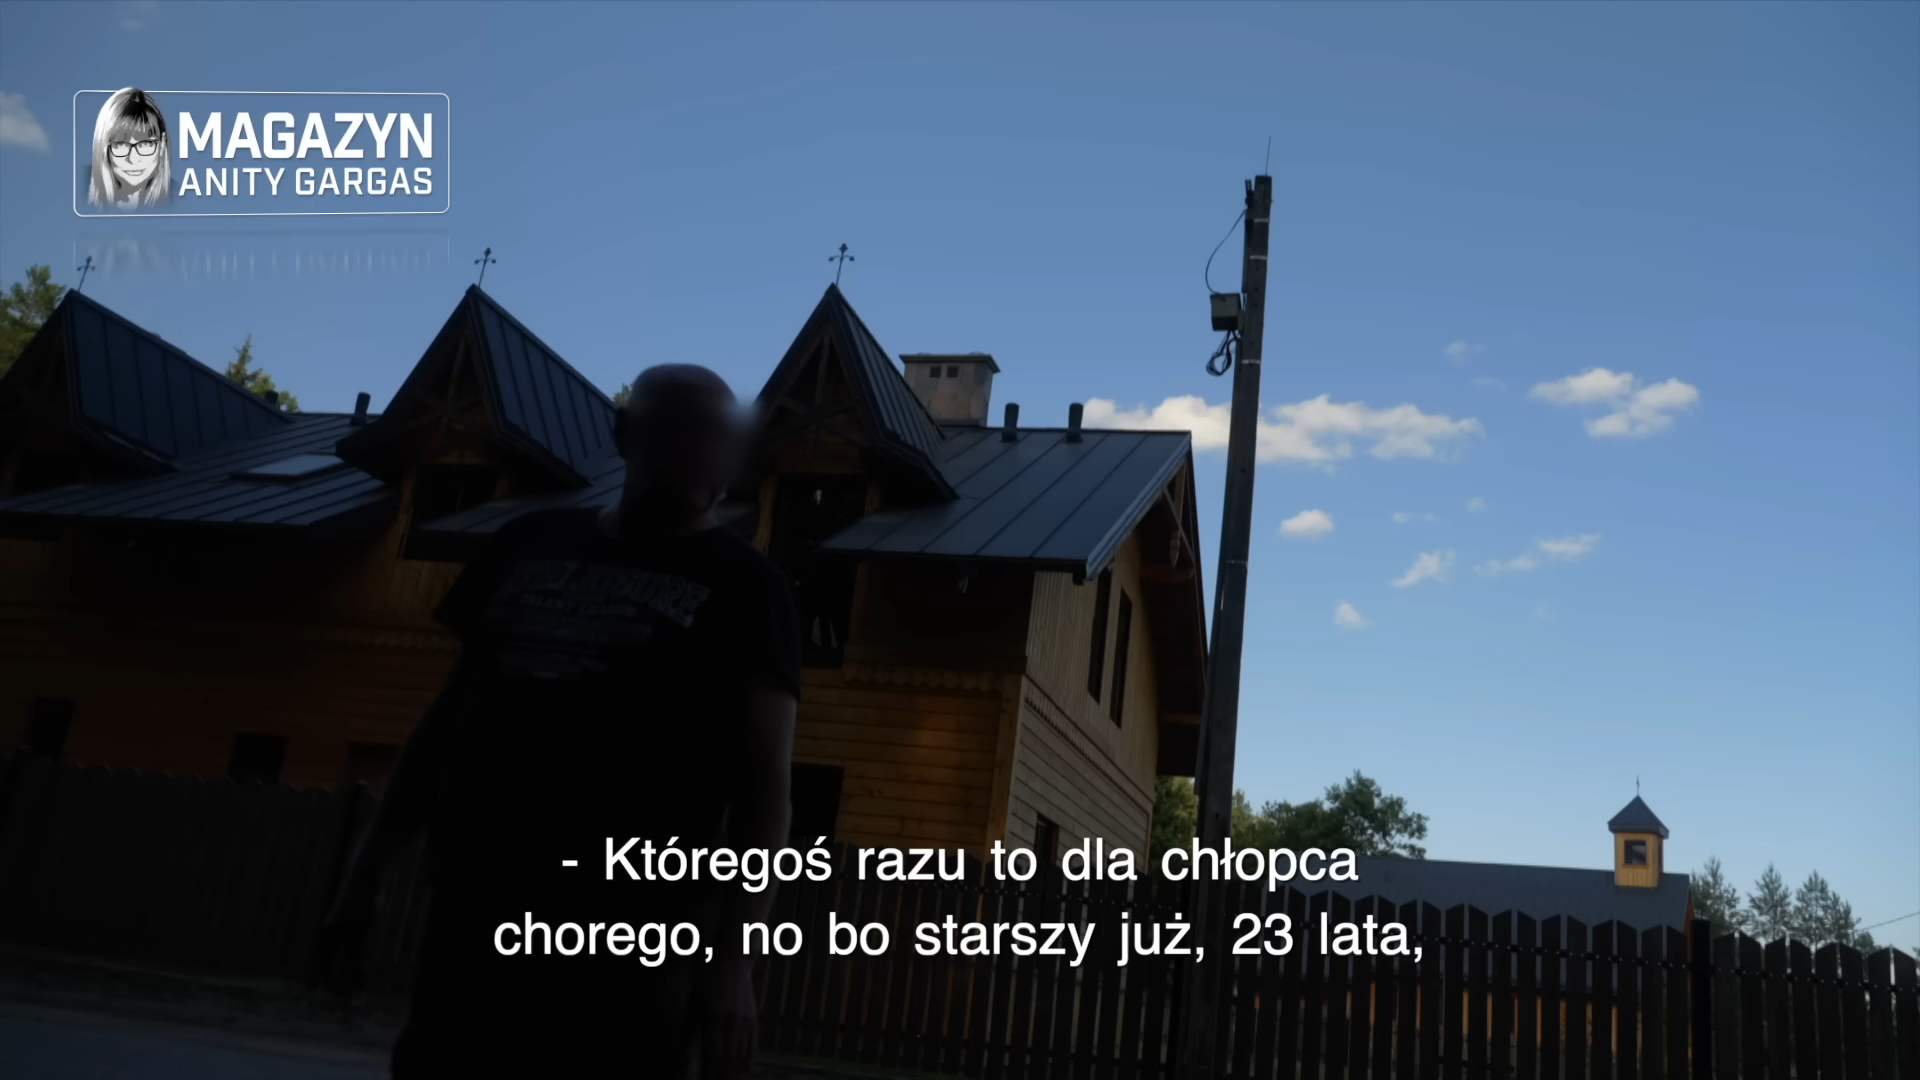 MAGAZYN
ANITY GARGAS
- Któregoś razu to dla chłopca
chorego, no bo starszy już, 23 lata,